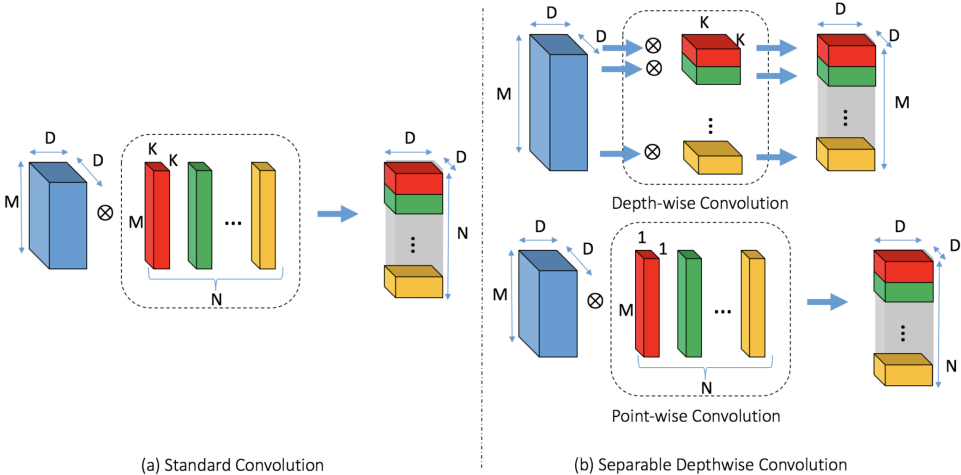 D
D
M
K
K
M
...
N
D
D
N
...
(a) Standard Convolution
D
D
M
K
K
...
D
D
M
...
Depth-wise Convolution
D
D
M
1
1
M
...
N
D
D
N
...
Point-wise Convolution
(b) Separable Depthwise Convolution